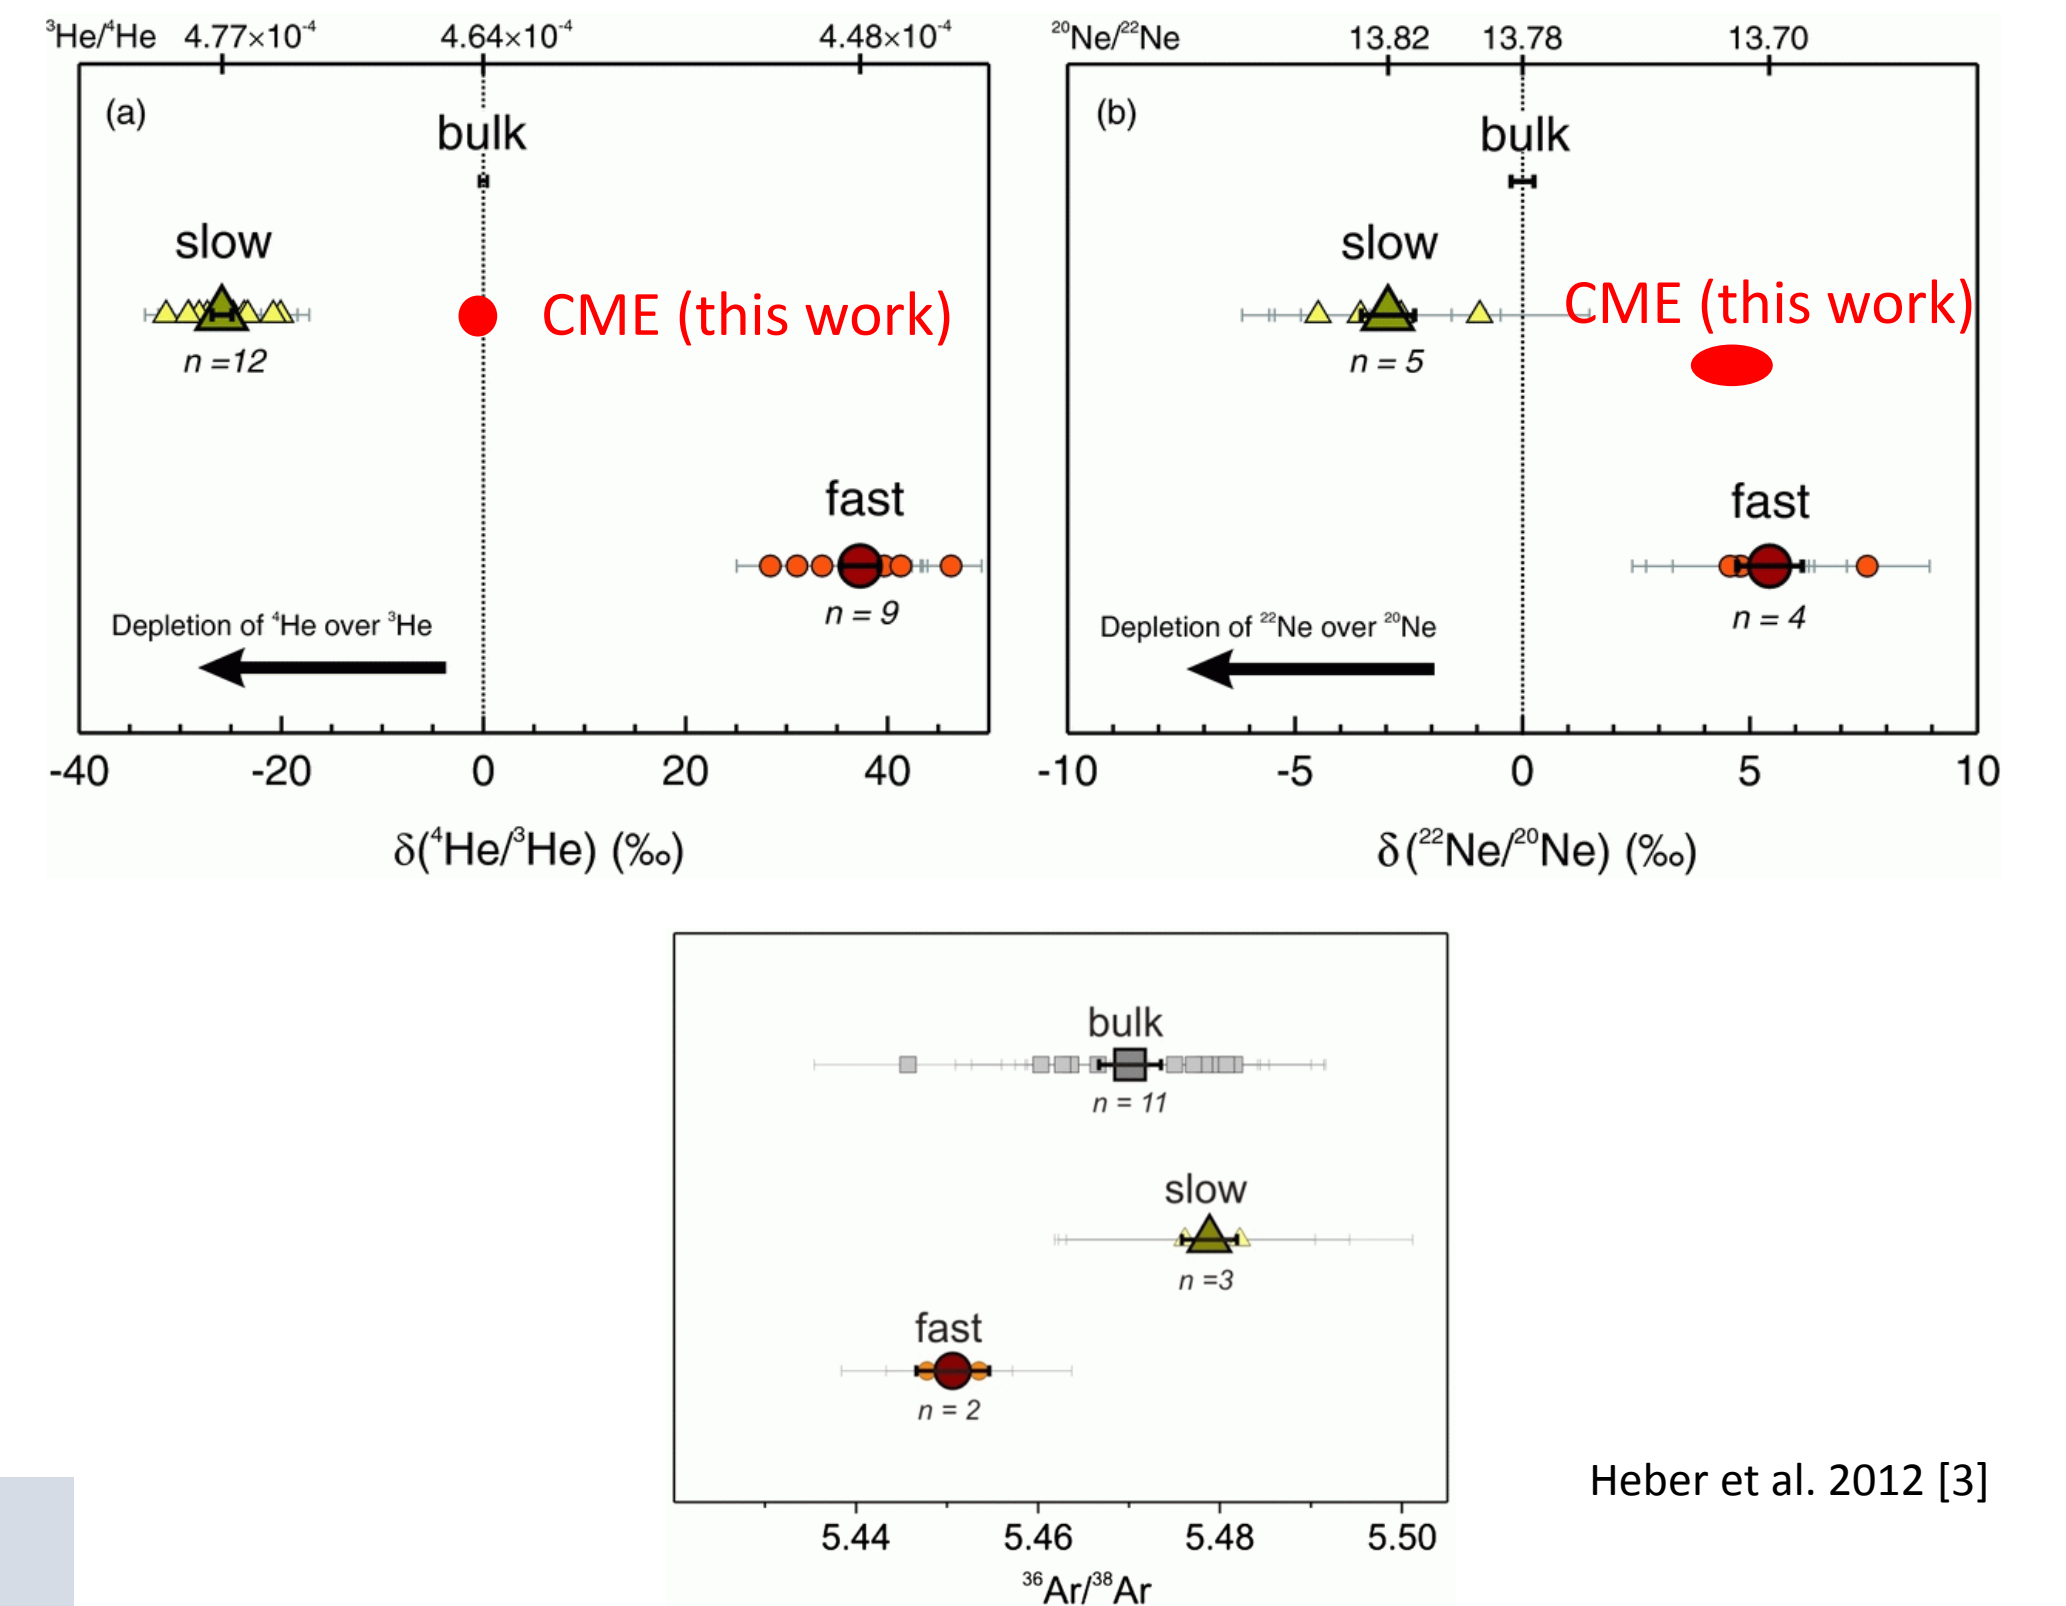 ³He/⁴He 4.77×10⁻⁴ 4.64×10⁻⁴ 4.48×10⁻⁴
(a)
bulk
slow
n =12
CME (this work)
fast
n = 9
Depletion of ⁴He over ³He
-40 -20 0 20 40
δ(⁴He/³He) (‰)
²⁰Ne/²²Ne 13.82 13.78 13.70
(b)
bulk
slow
n = 5
CME (this work)
fast
n = 4
Depletion of ²²Ne over ²⁰Ne
-10 -5 0 5 10
δ(²²Ne/²⁰Ne) (‰)
bulk
n = 11
slow
n =3
fast
n = 2
5.44 5.46 5.48 5.50
³⁶Ar/³⁸Ar
Heber et al. 2012 [3]